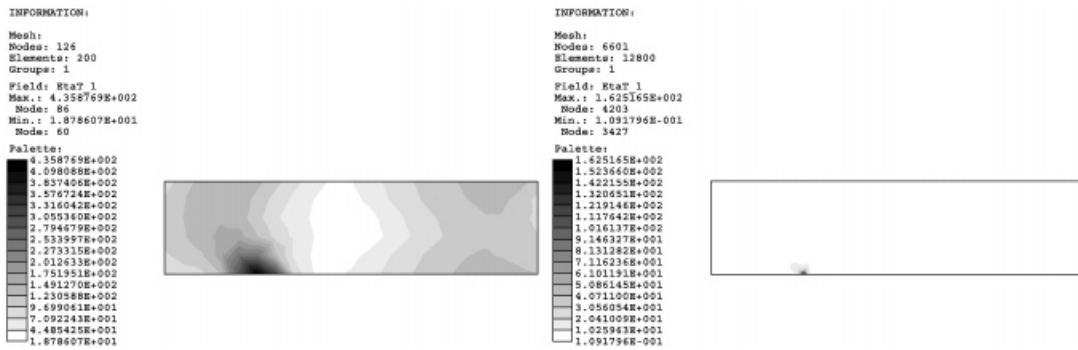 INFORMATION:
Mesh:
Nodes: 126
Elements: 200
Groups: 1
Field: EtaT_1
Max.: 4.358769E+002
Node: 86
Min.: 1.878607E+001
Node: 60
Palette:
4.358769E+002
4.098088E+002
3.837406E+002
3.576724E+002
3.316042E+002
3.055360E+002
2.794679E+002
2.533997E+002
2.273315E+002
2.012633E+002
1.751951E+002
1.491270E+002
1.230588E+002
9.699061E+001
7.092243E+001
4.485425E+001
1.878607E+001
INFORMATION:
Mesh:
Nodes: 6601
Elements: 12800
Groups: 1
Field: EtaT_1
Max.: 1.625165E+002
Node: 4203
Min.: 1.091796E-001
Node: 3427
Palette:
1.625165E+002
1.523660E+002
1.422155E+002
1.320651E+002
1.219146E+002
1.117642E+002
1.016137E+002
9.146327E+001
8.131282E+001
7.116236E+001
6.101191E+001
5.086145E+001
4.071100E+001
3.056054E+001
2.041009E+001
1.025963E+001
1.091796E-001